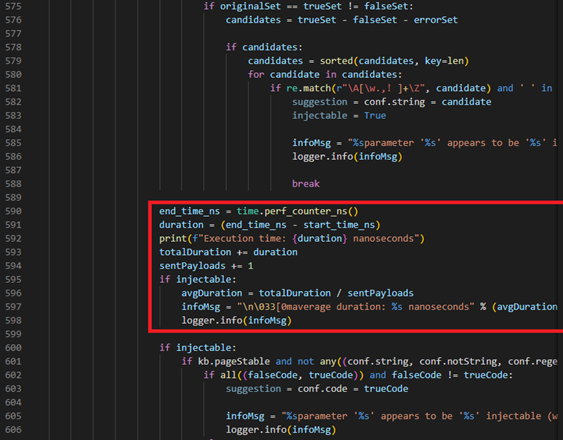 575 if originalSet == trueSet != falseSet:
576 candidates = trueSet - falseSet - errorSet
577
578 if candidates:
579 candidates = sorted(candidates, key=len)
580 for candidate in candidates:
581 if re.match(r"\A[\w.,! ]+\Z", candidate) and ' ' in
582 suggestion = conf.string = candidate
583 injectable = True
584
585 infoMsg = "%sparameter '%s' appears to be '%s' i
586 logger.info(infoMsg)
587
588 break
589
590 end_time_ns = time.perf_counter_ns()
591 duration = (end_time_ns - start_time_ns)
592 print(f"Execution time: {duration} nanoseconds")
593 totalDuration += duration
594 sentPayloads += 1
595 if injectable:
596 avgDuration = totalDuration / sentPayloads
597 infoMsg = "\n\033[0maverage duration: %s nanoseconds" % (avgDuration
598 logger.info(infoMsg)
599
600 if injectable:
601 if kb.pageStable and not any((conf.string, conf.notString, conf.rege
602 if all((falseCode, trueCode)) and falseCode != trueCode:
603 suggestion = conf.code = trueCode
604
605 infoMsg = "%sparameter '%s' appears to be '%s' injectable (w
606 logger.info(infoMsg)